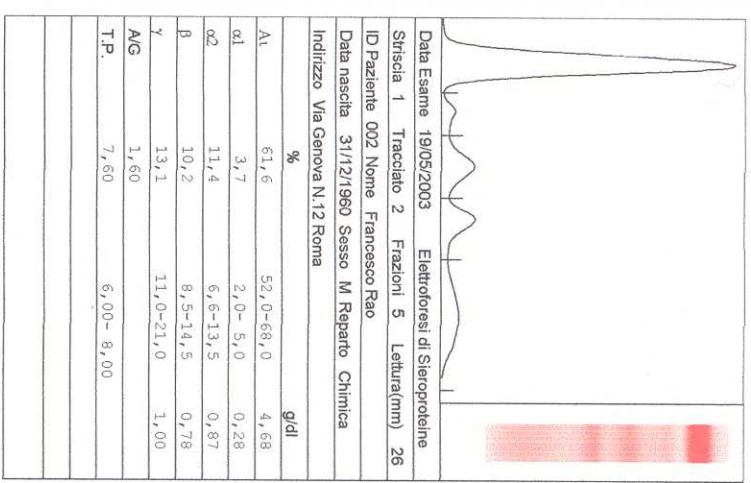 Data Esame 19/05/2003 Elettroforesi di Sieroproteine
Striscia 1 Tracciato 2 Frazioni 5 Lettura(mm) 26
ID Paziente 002 Nome Francesco Rao
Data nascita 31/12/1960 Sesso M Reparto Chimica
Indirizzo Via Genova N.12 Roma
% g/dl
Aι 61,6 52,0-68,0 4,68
α1 3,7 2,0- 5,0 0,28
α2 11,4 6,6-13,5 0,87
β 10,2 8,5-14,5 0,78
γ 13,1 11,0-21,0 1,00
A/G 1,60
T.P. 7,60 6,00- 8,00